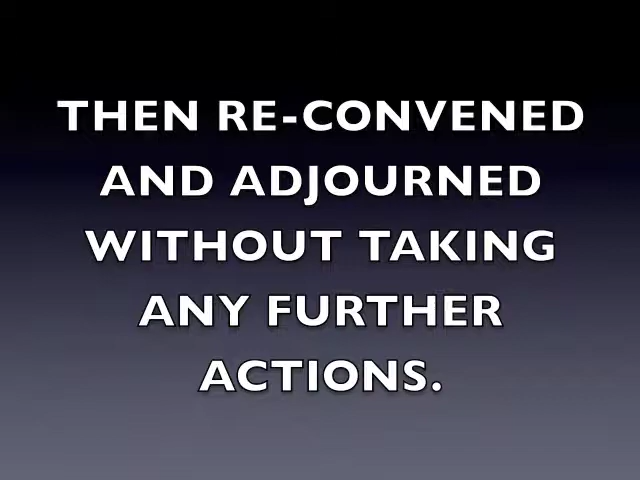 THEN RE-CONVENED
AND ADJOURNED
WITHOUT TAKING
ANY FURTHER
ACTIONS.